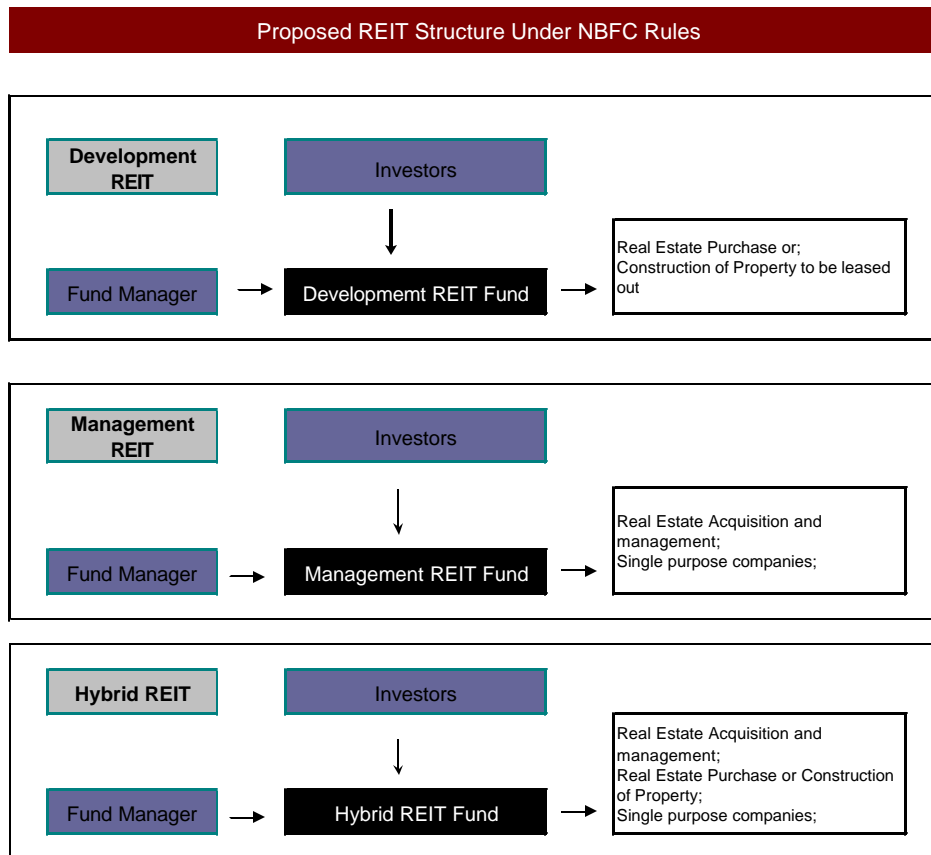 Proposed REIT Structure Under NBFC Rules
Development
REIT
Investors
Real Estate Purchase or;
Construction of Property to be leased
out
Fund Manager
Developmemt REIT Fund
Management
REIT
Investors
Real Estate Acquisition and
management;
Single purpose companies;
Fund Manager
Management REIT Fund
Hybrid REIT
Investors
Real Estate Acquisition and
management;
Real Estate Purchase or Construction
of Property;
Single purpose companies;
Fund Manager
Hybrid REIT Fund